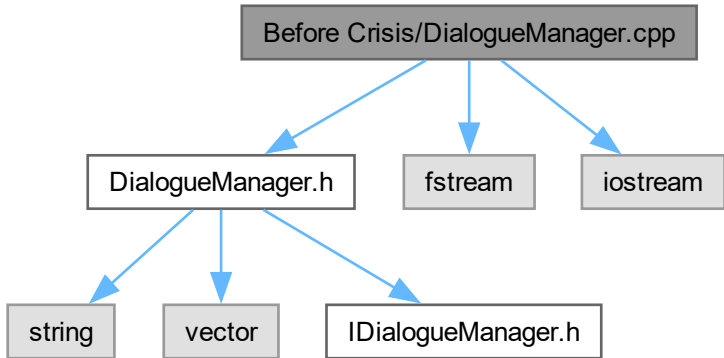 Before Crisis/DialogueManager.cpp
DialogueManager.h
fstream
iostream
string
vector
IDialogueManager.h